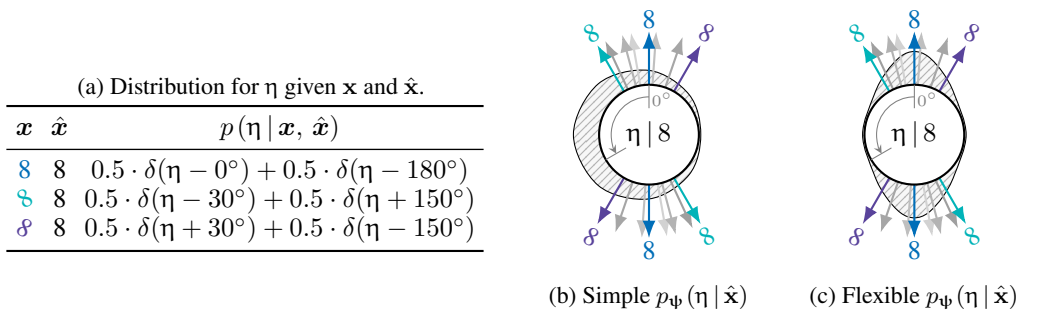 (a) Distribution for η given x and x̂.
x x̂ p(η | x, x̂)
8 8 0.5 · δ(η − 0°) + 0.5 · δ(η − 180°)
8 8 0.5 · δ(η − 30°) + 0.5 · δ(η + 150°)
8 8 0.5 · δ(η + 30°) + 0.5 · δ(η − 150°)
8 8 8
0°
η | 8
8 8 8
(b) Simple pψ(η | x̂)
8 8 8
0°
η | 8
8 8 8
(c) Flexible pψ(η | x̂)